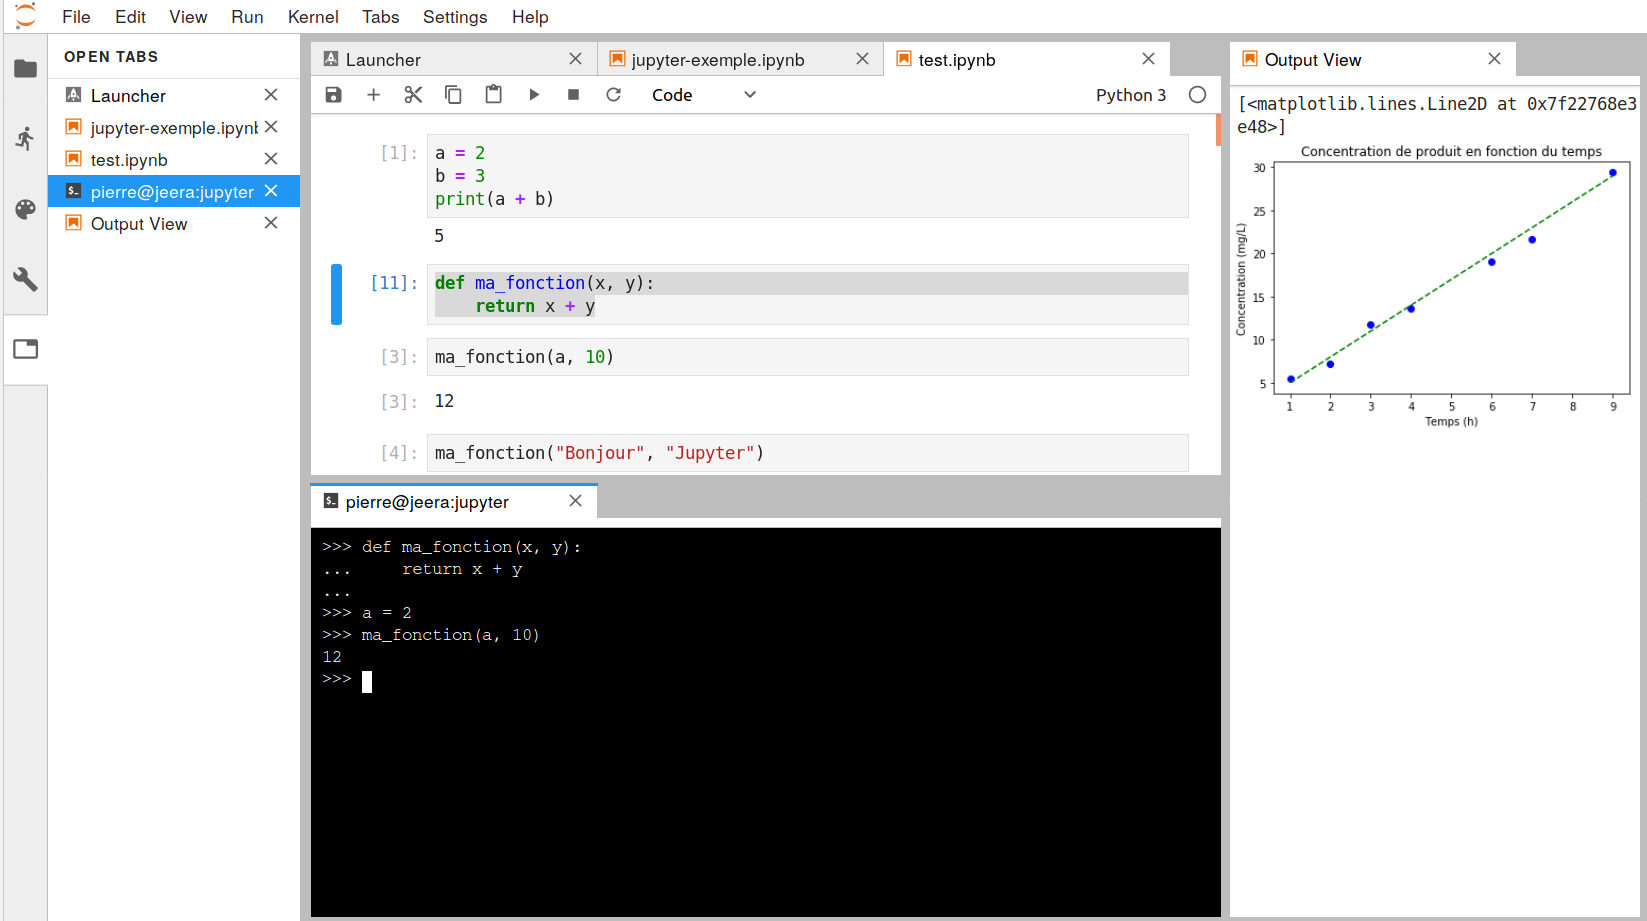 File Edit View Run Kernel Tabs Settings Help
OPEN TABS
Launcher
jupyter-exemple.ipynb
test.ipynb
pierre@jeera:jupyter
Output View
Launcher
jupyter-exemple.ipynb
test.ipynb
Code
Python 3
[1]:
a = 2
b = 3
print(a + b)
5
[11]:
def ma_fonction(x, y):
    return x + y
[3]:
ma_fonction(a, 10)
[3]:
12
[4]:
ma_fonction("Bonjour", "Jupyter")
pierre@jeera:jupyter
>>> def ma_fonction(x, y):
...     return x + y
...
>>> a = 2
>>> ma_fonction(a, 10)
12
>>>
Output View
[<matplotlib.lines.Line2D at 0x7f22768e3
e48>]
Concentration de produit en fonction du temps
Concentration (mg/L)
30
25
20
15
10
5
1 2 3 4 5 6 7 8 9
Temps (h)